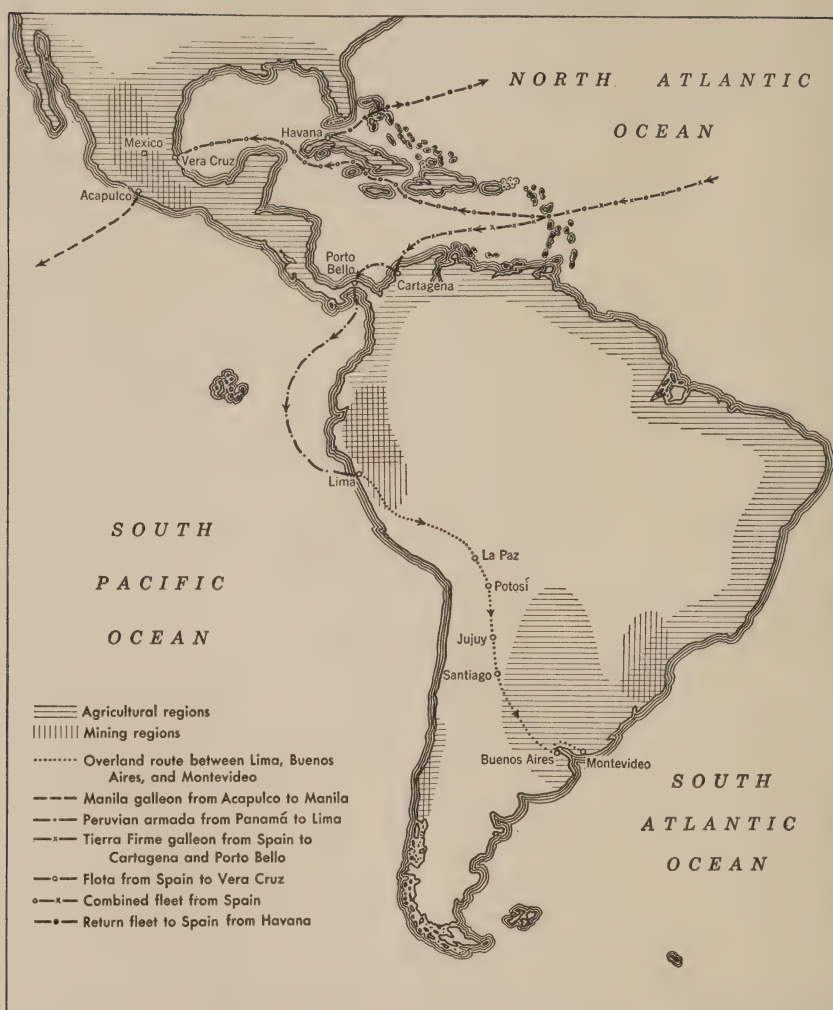 NORTH ATLANTIC
OCEAN
Havana
Mexico
Vera Cruz
Acapulco
Porto
Bello
Cartagena
Lima
SOUTH
PACIFIC
OCEAN
La Paz
Potosí
Jujuy
Santiago
Buenos Aires
Montevideo
SOUTH
ATLANTIC
OCEAN
Agricultural regions
Mining regions
Overland route between Lima, Buenos
Aires, and Montevideo
Manila galleon from Acapulco to Manila
Peruvian armada from Panamá to Lima
Tierra Firme galleon from Spain to
Cartagena and Porto Bello
Flota from Spain to Vera Cruz
Combined fleet from Spain
Return fleet to Spain from Havana